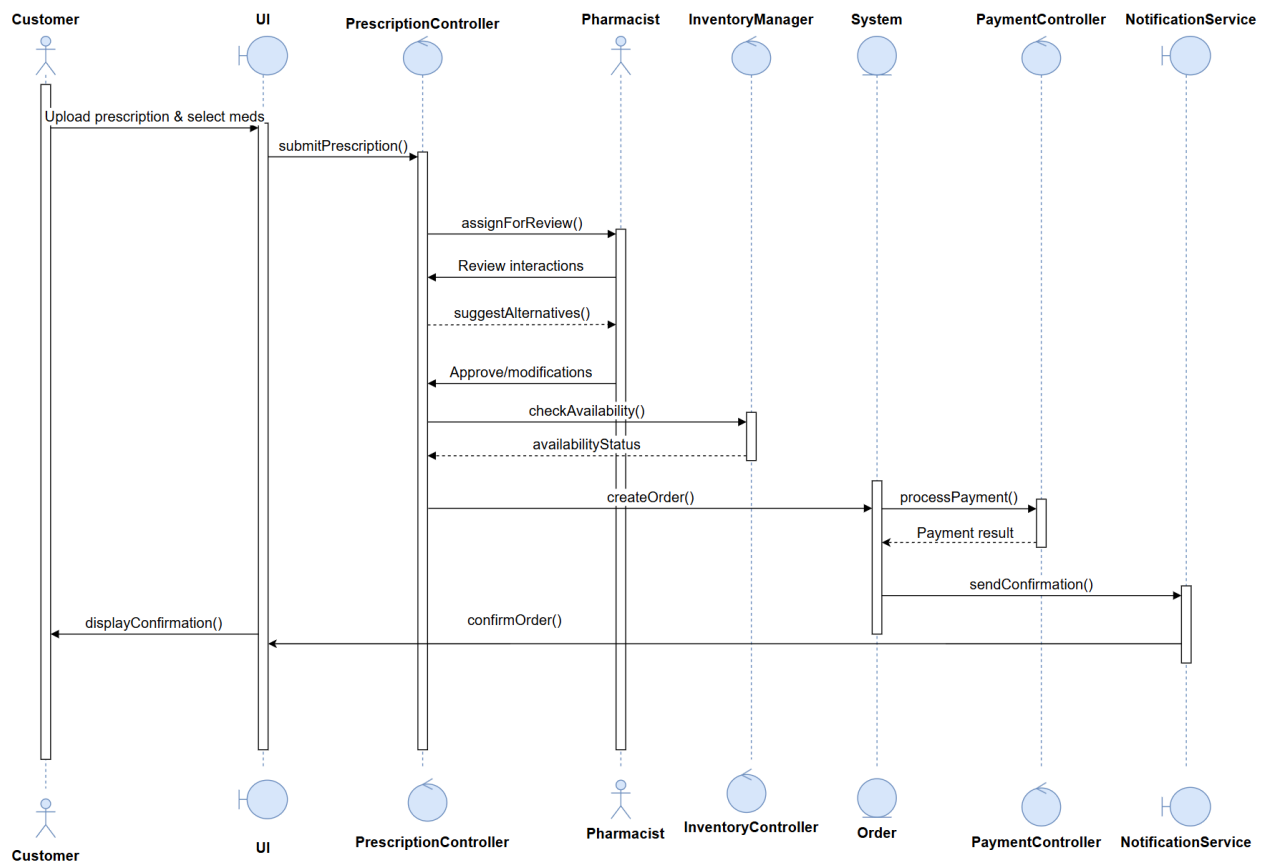 Customer
UI
PrescriptionController
Pharmacist
InventoryManager
System
PaymentController
NotificationService
Upload prescription & select meds
submitPrescription()
assignForReview()
Review interactions
suggestAlternatives()
Approve/modifications
checkAvailability()
availabilityStatus
createOrder()
processPayment()
Payment result
sendConfirmation()
displayConfirmation()
confirmOrder()
Customer
UI
PrescriptionController
Pharmacist
InventoryController
Order
PaymentController
NotificationService